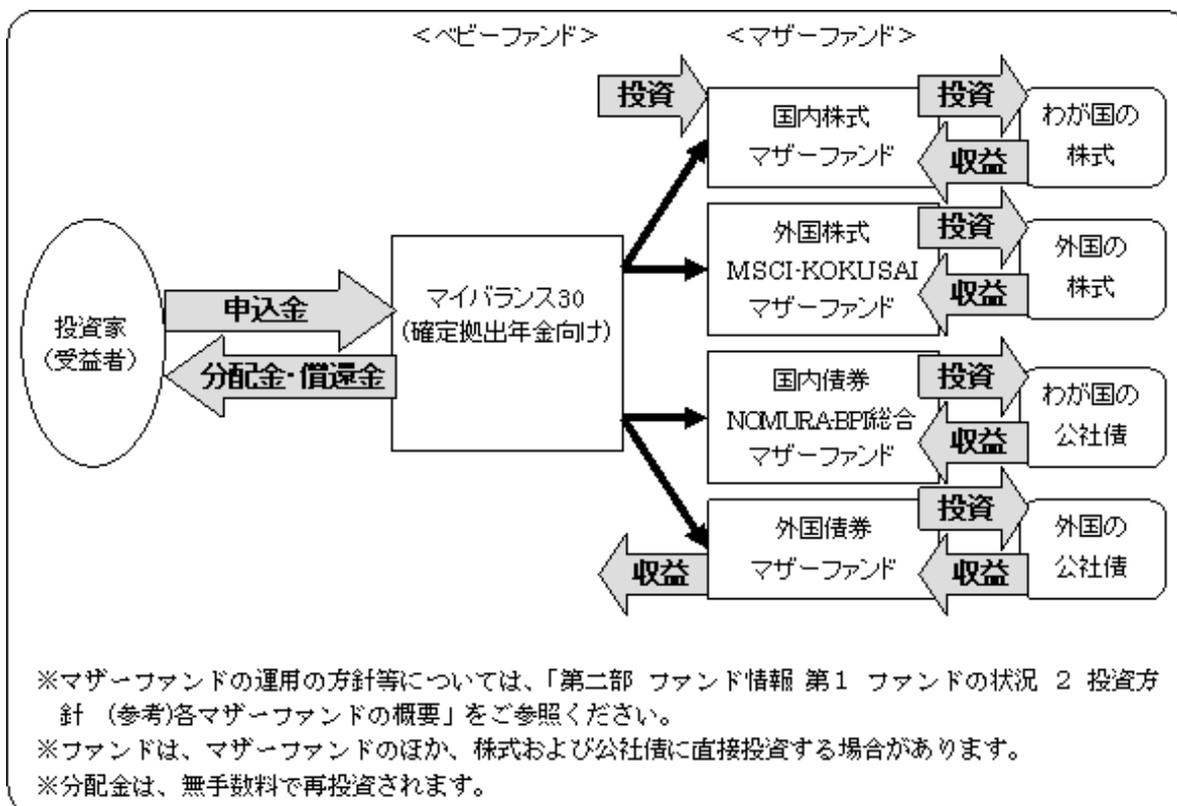 <ベビーファンド>
<マザーファンド>
投資
国内株式
マザーファンド
投資
収益
わが国の
株式
外国株式
MSCI-KOKUSAI
マザーファンド
投資
収益
外国の
株式
投資家
(受益者)
申込金
分配金・償還金
マイバランス30
(確定拠出年金向け)
国内債券
NOMURA-BPI総合
マザーファンド
投資
収益
わが国の
公社債
外国債券
マザーファンド
投資
収益
外国の
公社債
収益
※マザーファンドの運用の方針等については、「第二部 ファンド情報 第1 ファンドの状況 2 投資方
針 (参考)各マザーファンドの概要」をご参照ください。
※ファンドは、マザーファンドのほか、株式および公社債に直接投資する場合があります。
※分配金は、無手数料で再投資されます。